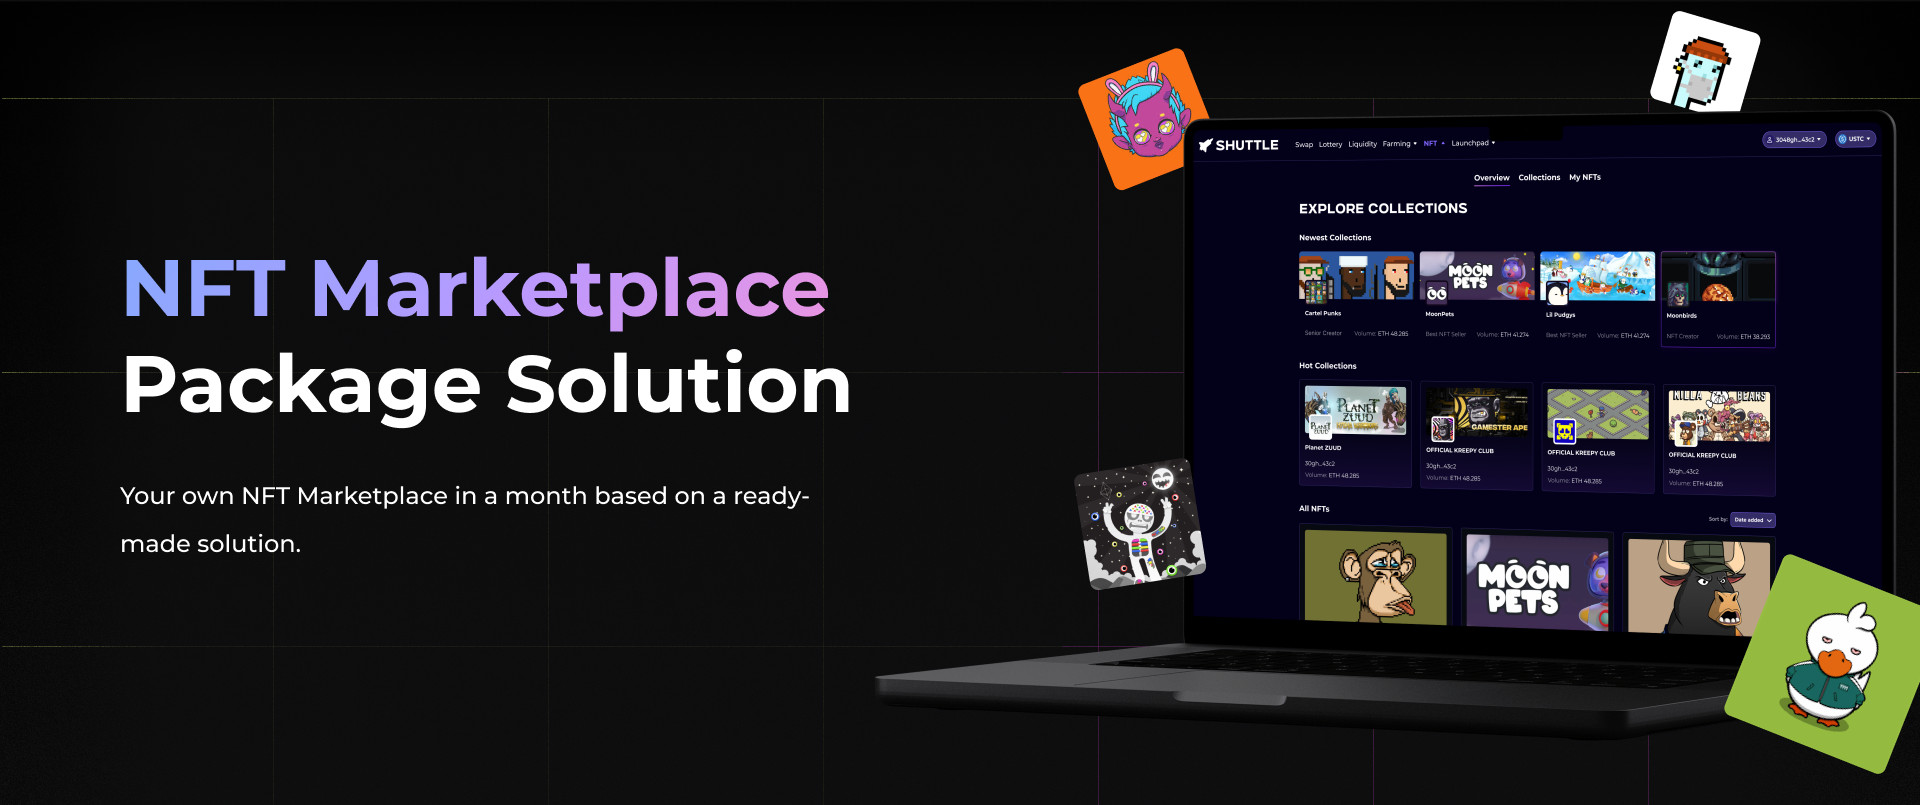 NFT Marketplace
Package Solution
Your own NFT Marketplace in a month based on a ready-
made solution.
SHUTTLE
Swap Lottery Liquidity Farming NFT Launchpad
3048gh...43c2
USTC
Overview Collections My NFTs
EXPLORE COLLECTIONS
Newest Collections
MOON
PETS
Cartel Punks
MoonPets
Lil Pudgys
Moonbirds
Senior Creator Volume: ETH 48.285
Best NFT Seller Volume: ETH 41.274
Best NFT Seller Volume: ETH 41.274
NFT Creator Volume: ETH 38.293
Hot Collections
PLANET
ZUUD
PLANET
ZUUD
GAMESTER APE
NILLA BEANS
Planet ZUUD
OFFICIAL KREEPY CLUB
OFFICIAL KREEPY CLUB
OFFICIAL KREEPY CLUB
30gh...43c2
30gh...43c2
30gh...43c2
30gh...43c2
Volume: ETH 48.285
Volume: ETH 48.285
Volume: ETH 48.285
Volume: ETH 48.285
All NFTs
Sort by: Date added
MOON
PETS